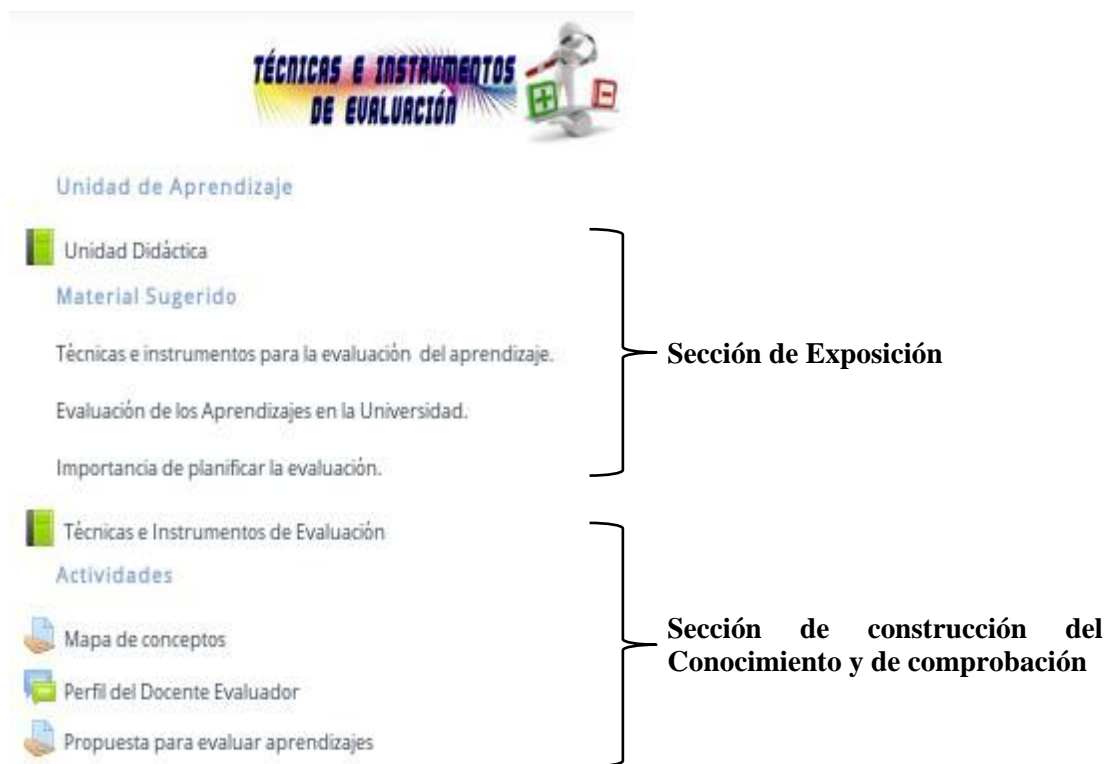 TÉCNICAS E INSTRUMENTOS
DE EVALUACIÓN
Unidad de Aprendizaje
Unidad Didáctica
Material Sugerido
Técnicas e instrumentos para la evaluación del aprendizaje.
Evaluación de los Aprendizajes en la Universidad.
Importancia de planificar la evaluación.
Sección de Exposición
Técnicas e Instrumentos de Evaluación
Actividades
Mapa de conceptos
Perfil del Docente Evaluador
Propuesta para evaluar aprendizajes
Sección de construcción del
Conocimiento y de comprobación